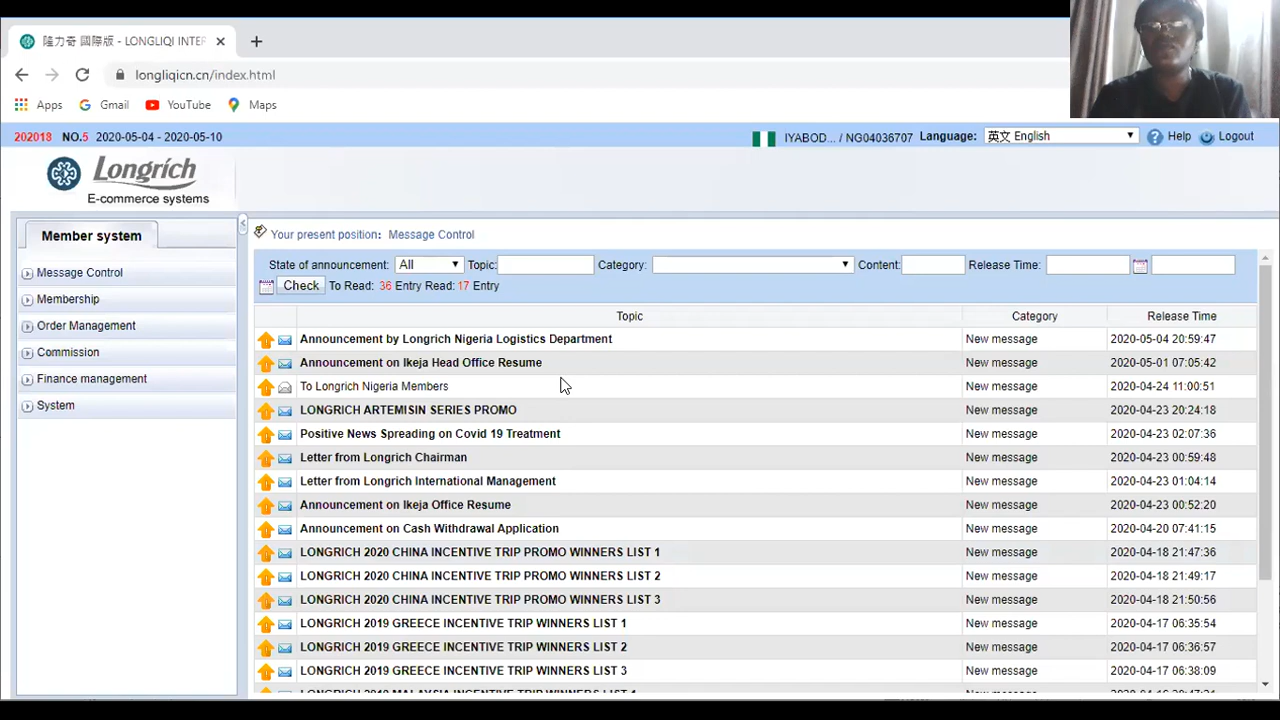 隆力奇 國際版 - LONGLIQI INTER
longliqicn.cn/index.html
Apps Gmail YouTube Maps
202018 NO.5 2020-05-04 - 2020-05-10 IYABOD... / NG04036707 Language: 英文 English Help Logout
Longrích
E-commerce systems
Member system
Message Control
Membership
Order Management
Commission
Finance management
System
Your present position: Message Control
State of announcement: All Topic: Category: Content: Release Time:
Check To Read: 36 Entry Read: 17 Entry
Topic Category Release Time
Announcement by Longrich Nigeria Logistics Department New message 2020-05-04 20:59:47
Announcement on Ikeja Head Office Resume New message 2020-05-01 07:05:42
To Longrich Nigeria Members New message 2020-04-24 11:00:51
LONGRICH ARTEMISIN SERIES PROMO New message 2020-04-23 20:24:18
Positive News Spreading on Covid 19 Treatment New message 2020-04-23 02:07:36
Letter from Longrich Chairman New message 2020-04-23 00:59:48
Letter from Longrich International Management New message 2020-04-23 01:04:14
Announcement on Ikeja Office Resume New message 2020-04-23 00:52:20
Announcement on Cash Withdrawal Application New message 2020-04-20 07:41:15
LONGRICH 2020 CHINA INCENTIVE TRIP PROMO WINNERS LIST 1 New message 2020-04-18 21:47:36
LONGRICH 2020 CHINA INCENTIVE TRIP PROMO WINNERS LIST 2 New message 2020-04-18 21:49:17
LONGRICH 2020 CHINA INCENTIVE TRIP PROMO WINNERS LIST 3 New message 2020-04-18 21:50:56
LONGRICH 2019 GREECE INCENTIVE TRIP WINNERS LIST 1 New message 2020-04-17 06:35:54
LONGRICH 2019 GREECE INCENTIVE TRIP WINNERS LIST 2 New message 2020-04-17 06:36:57
LONGRICH 2019 GREECE INCENTIVE TRIP WINNERS LIST 3 New message 2020-04-17 06:38:09